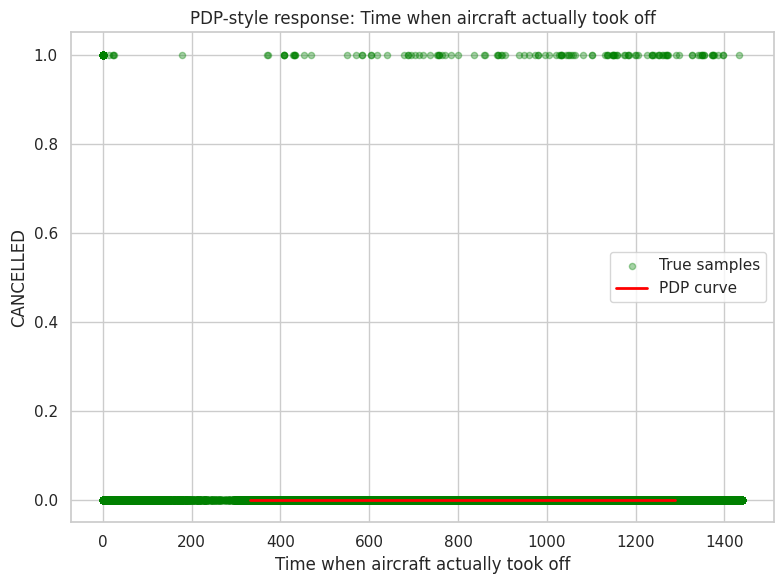 PDP-style response: Time when aircraft actually took off
1.0
0.8
0.6
0.4
0.2
0.0
CANCELLED
True samples
PDP curve
0 200 400 600 800 1000 1200 1400
Time when aircraft actually took off